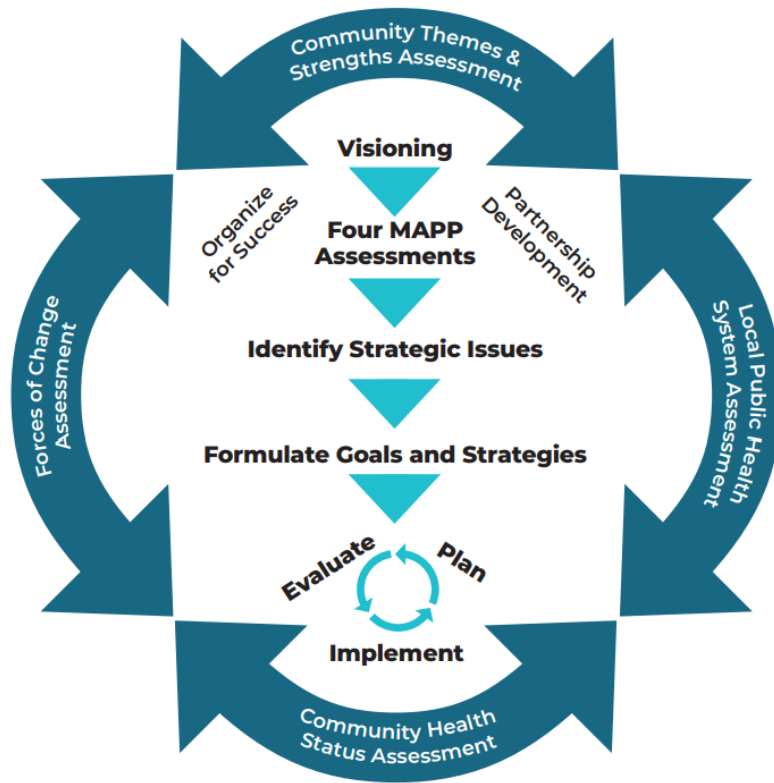 Community Themes &
Strengths Assessment
Visioning
Organize
for Success
Partnership
Development
Four MAPP
Assessments
Forces of Change
Assessment
Local Public Health
System Assessment
Identify Strategic Issues
Formulate Goals and Strategies
Evaluate
Plan
Implement
Community Health
Status Assessment